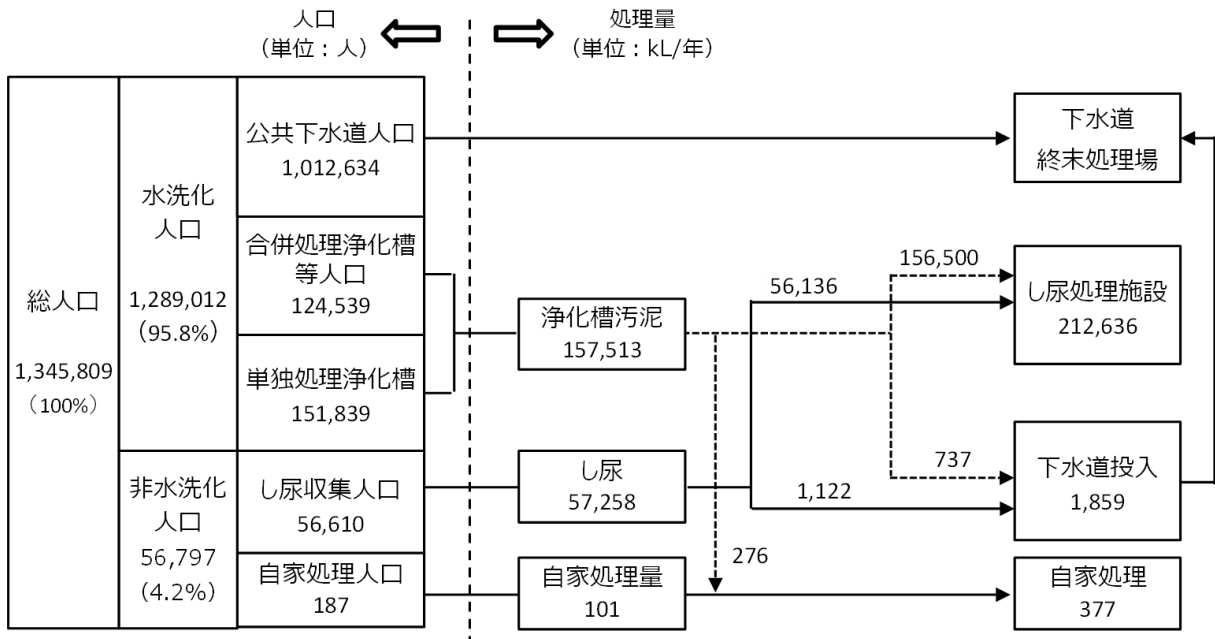 人口
（単位：人）
処理量
（単位：kL/年）
総人口
1,345,809
（100%）
水洗化
人口
1,289,012
（95.8%）
非水洗化
人口
56,797
（4.2%）
公共下水道人口
1,012,634
合併処理浄化槽
等人口
124,539
単独処理浄化槽
151,839
し尿収集人口
56,610
自家処理人口
187
浄化槽汚泥
157,513
し尿
57,258
自家処理量
101
156,500
56,136
737
1,122
276
下水道
終末処理場
し尿処理施設
212,636
下水道投入
1,859
自家処理
377